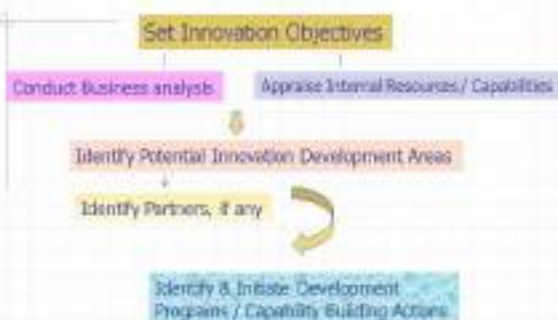 Set Innovation Objectives
Conduct Business analysis
Appraise Internal Resources / Capabilities
Identify Potential Innovation Development Areas
Identify Partners, if any
Identify & Initiate Development
Programs / Capability Building Actions